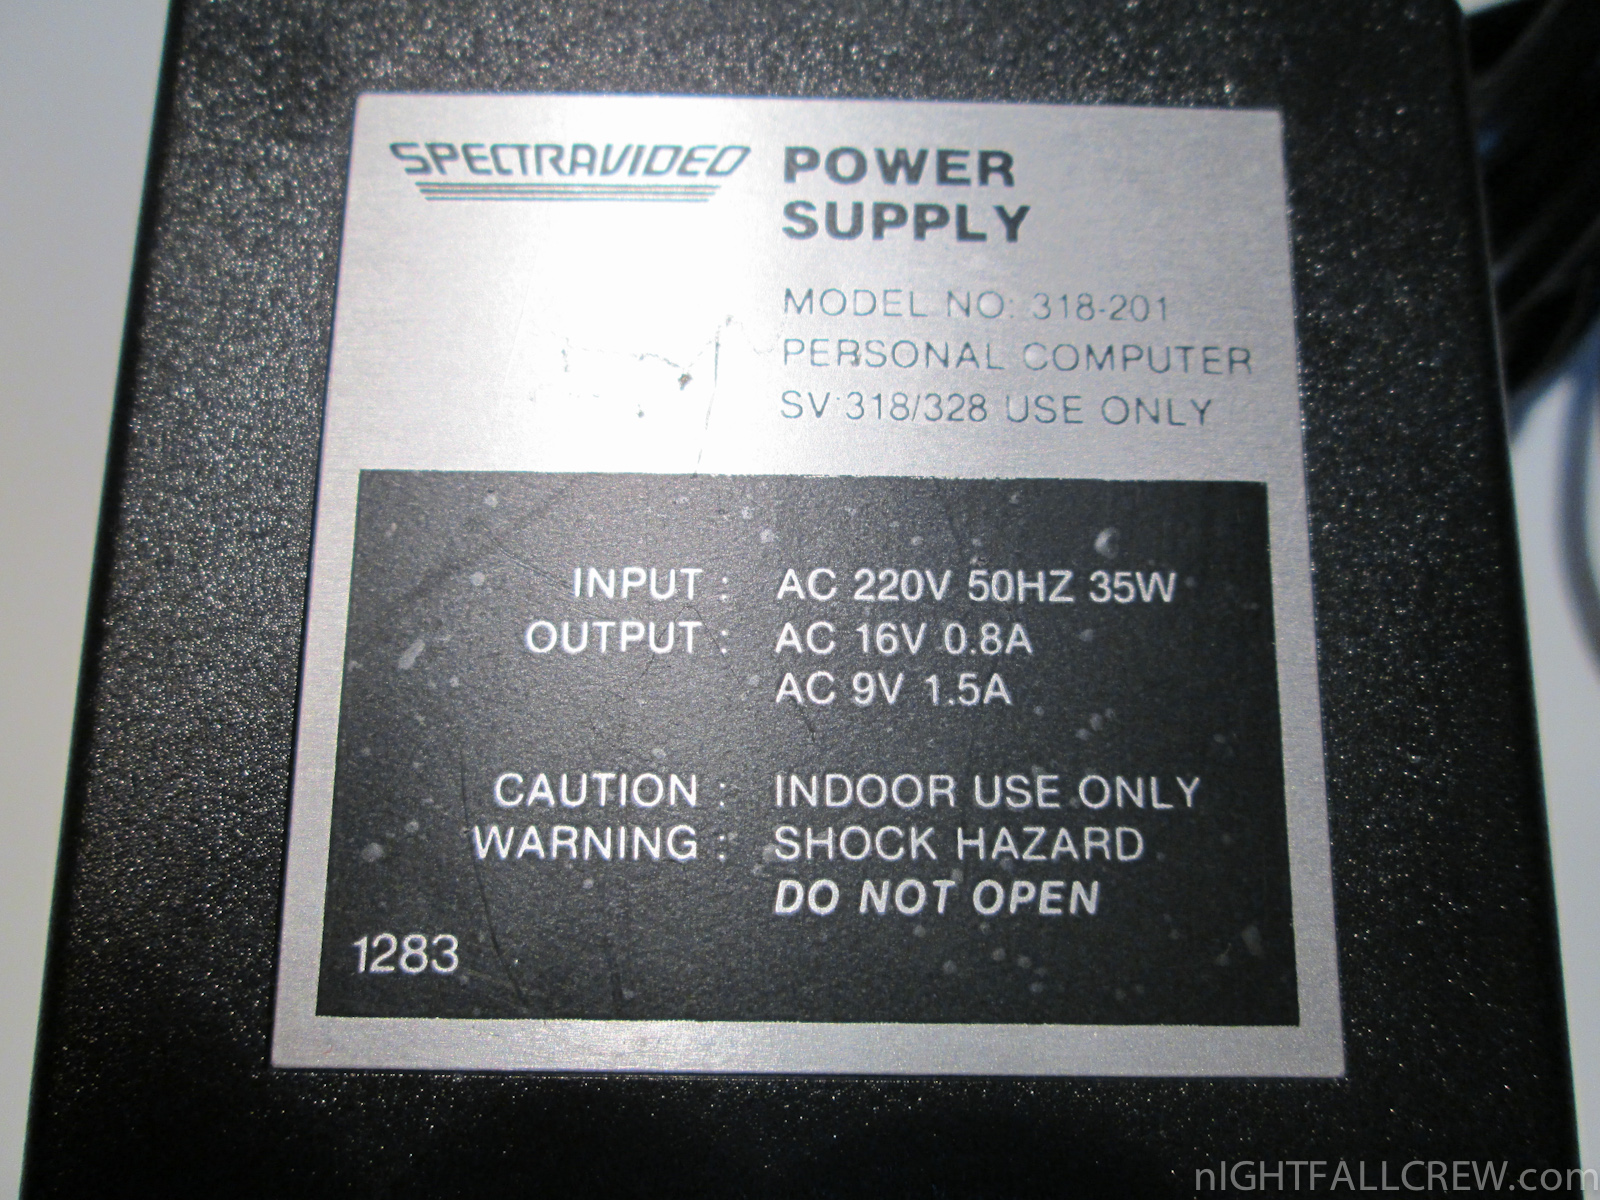 SPECTRAVIDEO POWER
SUPPLY
MODEL NO: 318-201
PERSONAL COMPUTER
SV 318/328 USE ONLY
INPUT : AC 220V 50HZ 35W
OUTPUT : AC 16V 0.8A
AC 9V 1.5A
CAUTION : INDOOR USE ONLY
WARNING : SHOCK HAZARD
DO NOT OPEN
1283
nIGHTFALLCREW.com